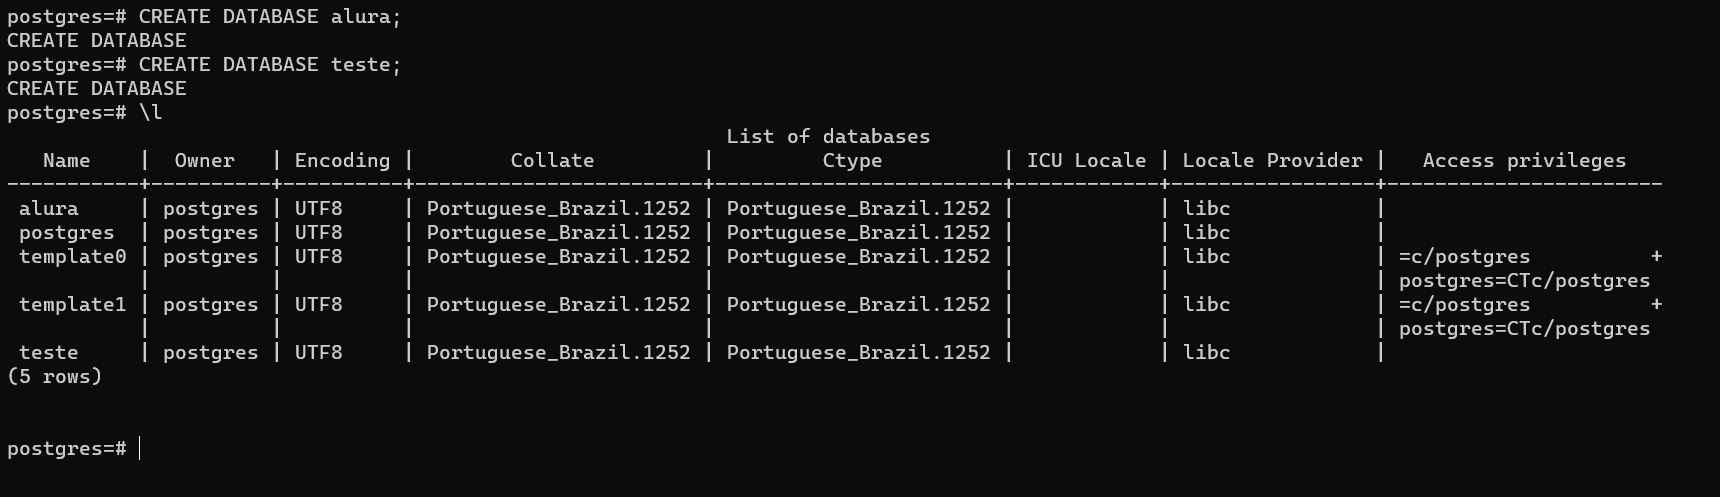 postgres=# CREATE DATABASE alura;
CREATE DATABASE
postgres=# CREATE DATABASE teste;
CREATE DATABASE
postgres=# \l
                                                            List of databases
   Name    |  Owner   | Encoding |        Collate         |         Ctype          | ICU Locale | Locale Provider |   Access privileges
-----------+----------+----------+------------------------+------------------------+------------+-----------------+-----------------------
 alura     | postgres | UTF8     | Portuguese_Brazil.1252 | Portuguese_Brazil.1252 |            | libc            |
 postgres  | postgres | UTF8     | Portuguese_Brazil.1252 | Portuguese_Brazil.1252 |            | libc            |
 template0 | postgres | UTF8     | Portuguese_Brazil.1252 | Portuguese_Brazil.1252 |            | libc            | =c/postgres          +
           |          |          |                        |                        |            |                 | postgres=CTc/postgres
 template1 | postgres | UTF8     | Portuguese_Brazil.1252 | Portuguese_Brazil.1252 |            | libc            | =c/postgres          +
           |          |          |                        |                        |            |                 | postgres=CTc/postgres
 teste     | postgres | UTF8     | Portuguese_Brazil.1252 | Portuguese_Brazil.1252 |            | libc            |
(5 rows)
postgres=#